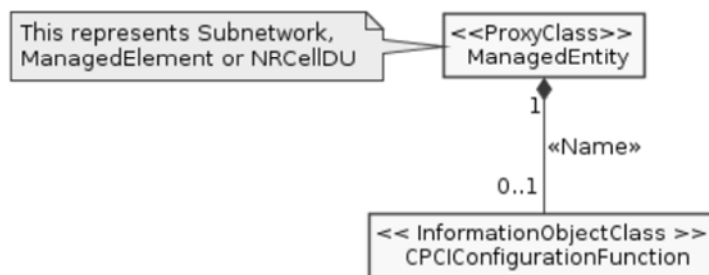 This represents Subnetwork,
ManagedElement or NRCellDU
<<ProxyClass>>
ManagedEntity
1
«Name»
0..1
<< InformationObjectClass >>
CPCIConfigurationFunction